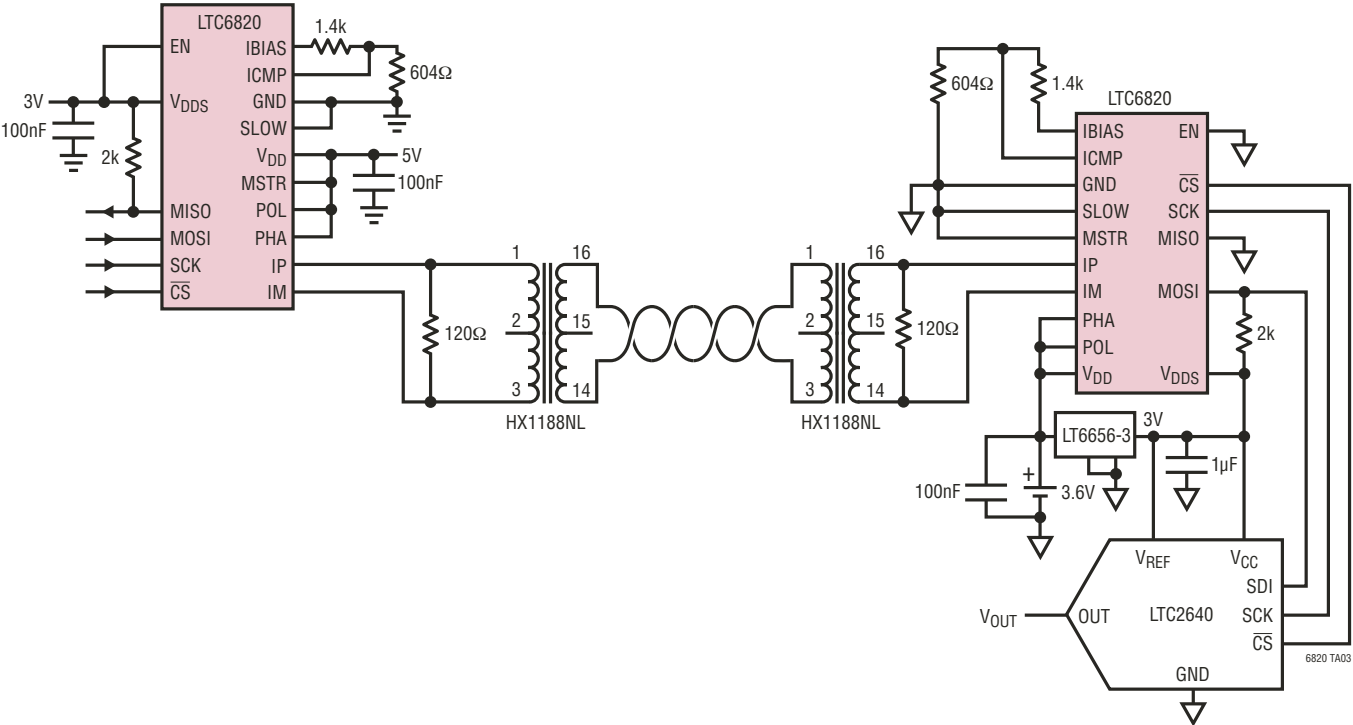 LTC6820
EN
IBIAS
1.4k
ICMP
604Ω
3V
VDDS
GND
SLOW
100nF
2k
VDD
5V
MSTR
100nF
MISO
POL
MOSI
PHA
SCK
IP
CS
IM
120Ω
1
16
2
15
3
14
HX1188NL
1
16
2
15
3
14
HX1188NL
120Ω
604Ω
1.4k
LTC6820
IBIAS
EN
ICMP
GND
CS
SLOW
SCK
MSTR
MISO
IP
IM
MOSI
PHA
2k
POL
VDD
VDDS
LT6656-3
3V
1µF
100nF
+
3.6V
VREF
VCC
SDI
VOUT
OUT
LTC2640
SCK
CS
GND
6820 TA03